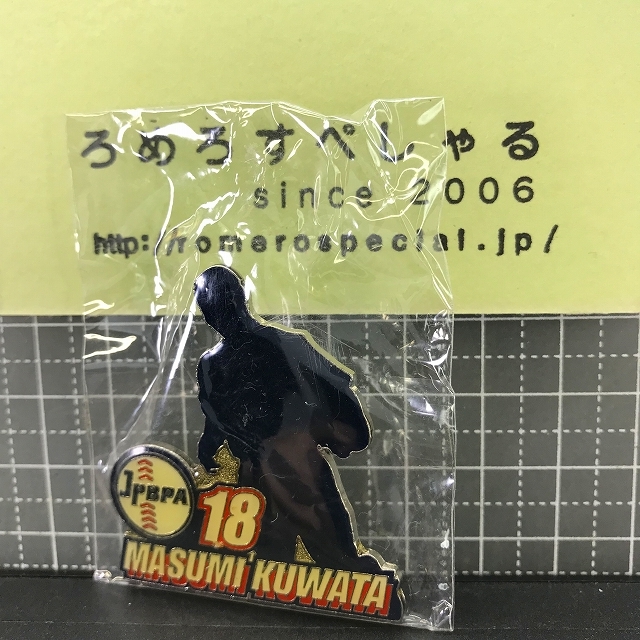 ろめろすぺしゃる
since 2006
http://romerospecial.jp/
JPBPA
18
MASUMI KUWATA